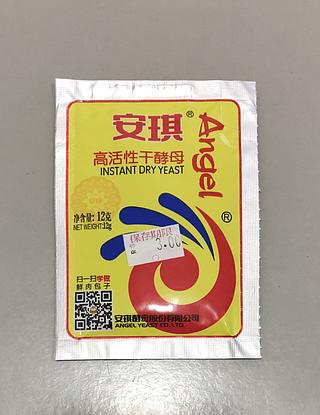 安琪®
Angel®
高活性干酵母
INSTANT DRY YEAST
净含量:12克
NET WEIGHT:12g
保存期限
3.00
扫一扫学做
鲜肉包子
安琪酵母股份有限公司
ANGEL YEAST CO., LTD.